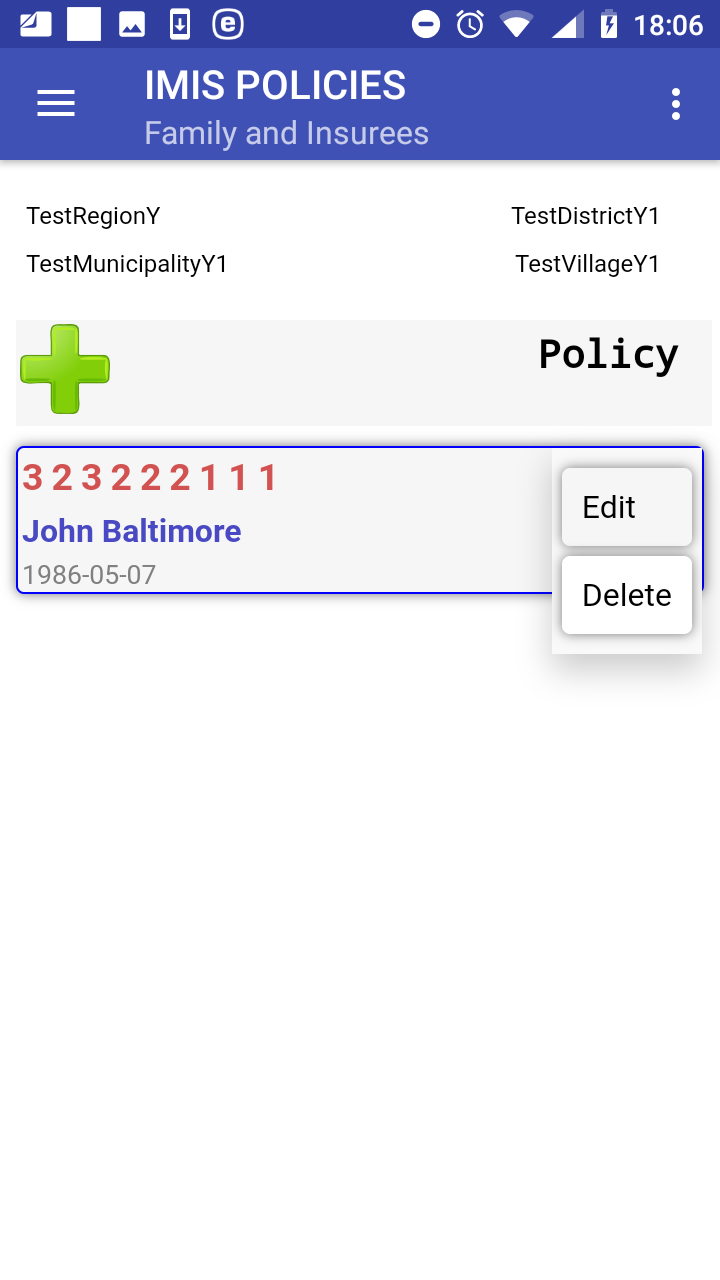 18:06
IMIS POLICIES
Family and Insurees
TestRegionY TestDistrictY1
TestMunicipalityY1 TestVillageY1
Policy
3 2 3 2 2 2 1 1 1
John Baltimore
1986-05-07
Edit
Delete